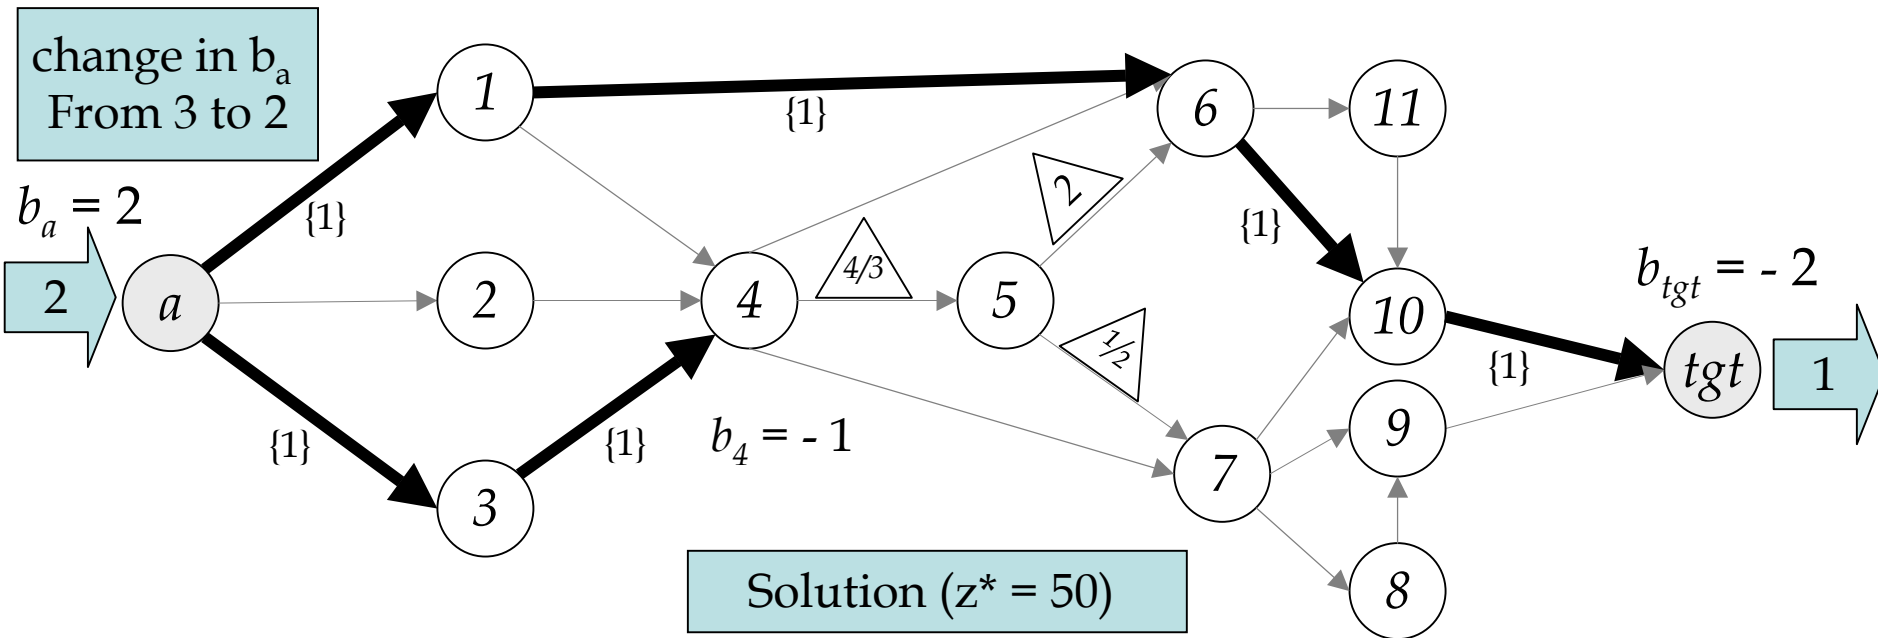 change in b_a
From 3 to 2
b_a = 2
2
a
1
2
3
{1}
{1}
{1}
{1}
4
4/3
5
2
1/2
b_4 = - 1
6
7
{1}
11
10
9
8
{1}
b_tgt = - 2
tgt
1
Solution (z* = 50)